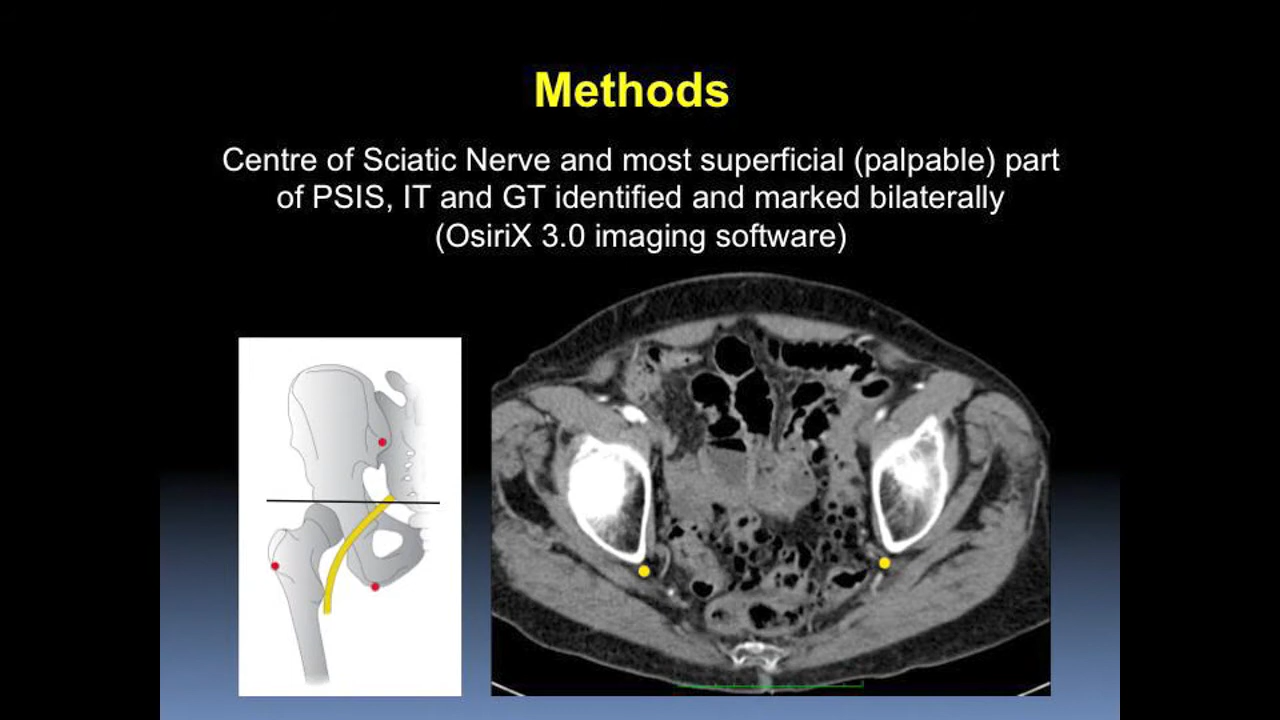 Methods
Centre of Sciatic Nerve and most superficial (palpable) part
of PSIS, IT and GT identified and marked bilaterally
(OsiriX 3.0 imaging software)